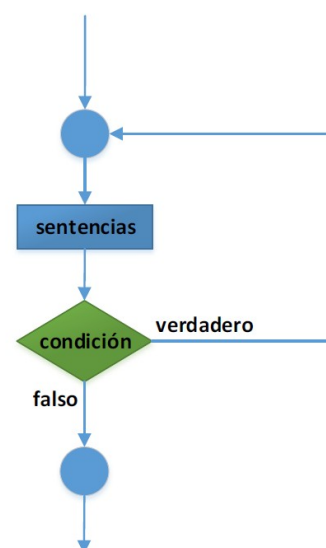 sentencias
verdadero
condición
falso